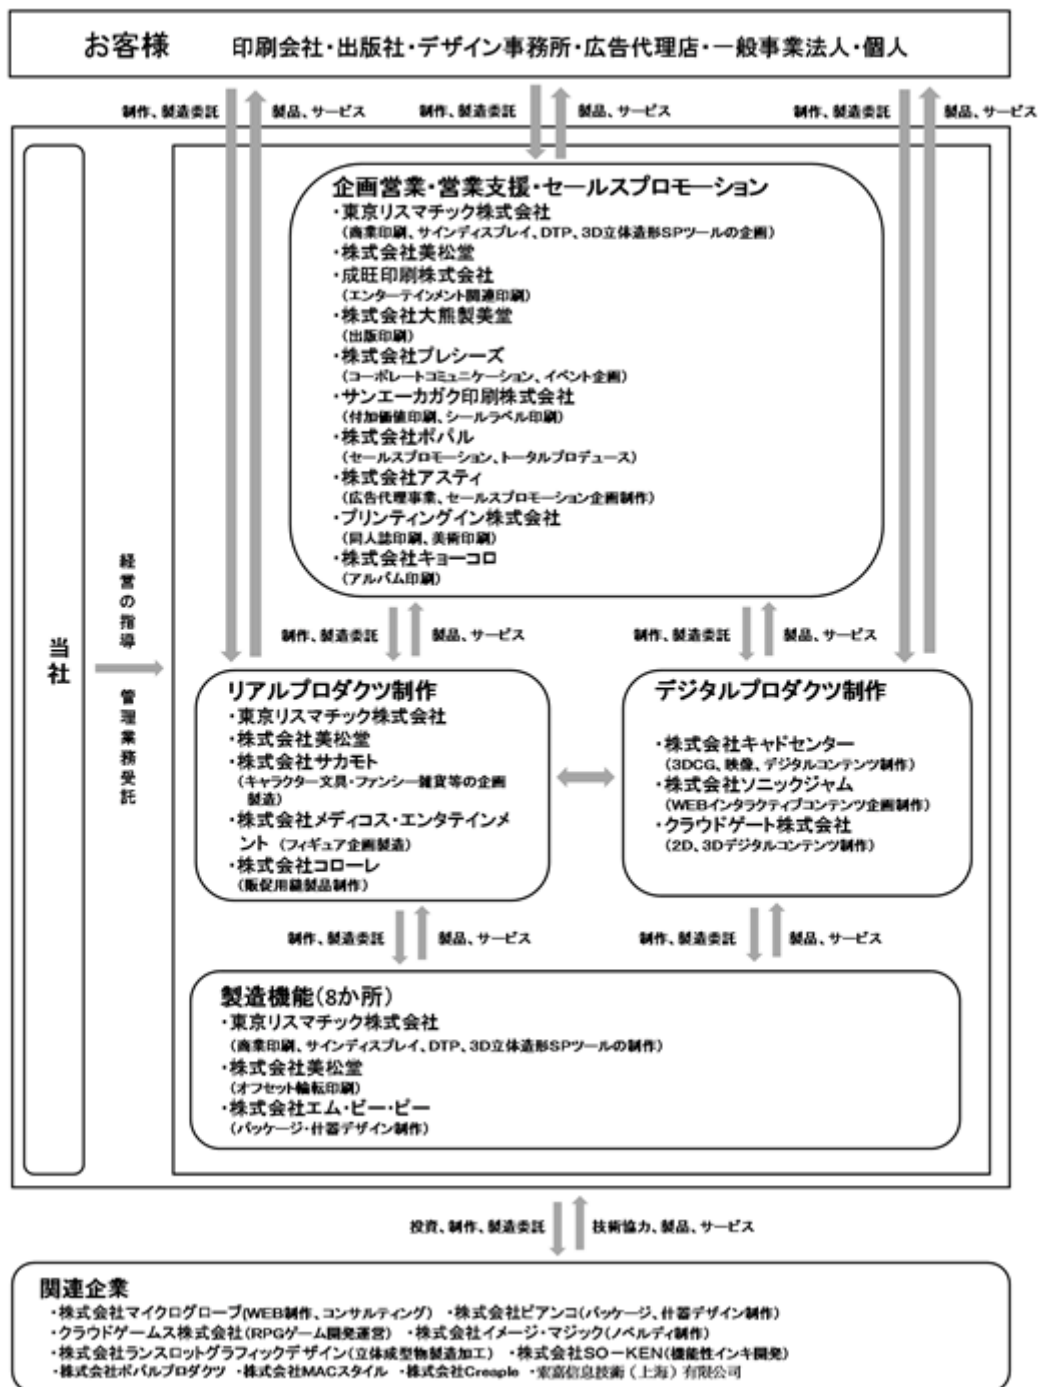 お客様　印刷会社・出版社・デザイン事務所・広告代理店・一般事業法人・個人
制作、製造委託　製品、サービス　制作、製造委託　製品、サービス　制作、製造委託　製品、サービス
当社
経営の指導　管理業務受託
企画営業・営業支援・セールスプロモーション
・東京リスマチック株式会社
（商業印刷、サインディスプレイ、DTP、3D立体造形SPツールの企画）
・株式会社美松堂
・成旺印刷株式会社
（エンターテインメント関連印刷）
・株式会社大熊製美堂
（出版印刷）
・株式会社プレシーズ
（コーポレートコミュニケーション、イベント企画）
・サンエーカガク印刷株式会社
（付加価値印刷、シールラベル印刷）
・株式会社ポパル
（セールスプロモーション、トータルプロデュース）
・株式会社アスティ
（広告代理事業、セールスプロモーション企画制作）
・プリンティングイン株式会社
（同人誌印刷、美術印刷）
・株式会社キョーコロ
（アルバム印刷）
制作、製造委託　製品、サービス　制作、製造委託　製品、サービス
リアルプロダクツ制作
・東京リスマチック株式会社
・株式会社美松堂
・株式会社サカモト
（キャラクター文具・ファンシー雑貨等の企画
製造）
・株式会社メディコス・エンタテインメ
ント（フィギュア企画製造）
・株式会社コローレ
（販促用縫製品制作）
デジタルプロダクツ制作
・株式会社キャドセンター
（3DCG、映像、デジタルコンテンツ制作）
・株式会社ソニックジャム
（WEBインタラクティブコンテンツ企画制作）
・クラウドゲート株式会社
（2D、3Dデジタルコンテンツ制作）
制作、製造委託　製品、サービス　制作、製造委託　製品、サービス
製造機能（8か所）
・東京リスマチック株式会社
（商業印刷、サインディスプレイ、DTP、3D立体造形SPツールの制作）
・株式会社美松堂
（オフセット輪転印刷）
・株式会社エム・ビー・ビー
（パッケージ・什器デザイン制作）
投資、制作、製造委託　技術協力、製品、サービス
関連企業
・株式会社マイクログローブ(WEB制作、コンサルティング）　・株式会社ビアンコ（パッケージ、什器デザイン制作）
・クラウドゲームス株式会社（RPGゲーム開発運営）　・株式会社イメージ・マジック（ノベルディ制作）
・株式会社ランスロットグラフィックデザイン（立体成型物製造加工）　・株式会社SO－KEN（機能性インキ開発）
・株式会社ポパルプロダクツ　・株式会社MACスタイル　・株式会社Creaple　・索嘉信息技術（上海）有限公司